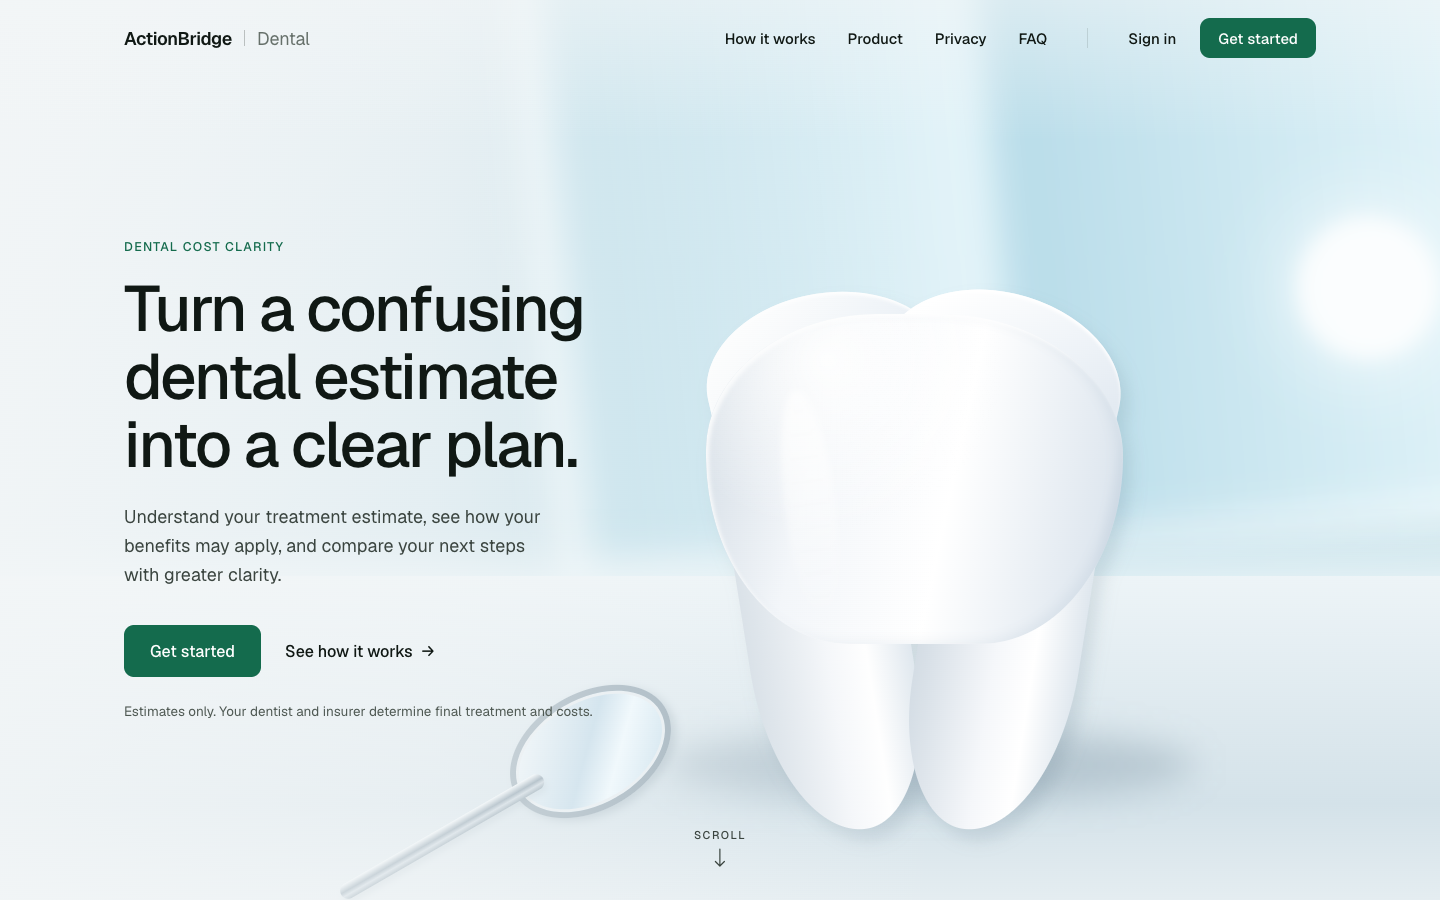 ActionBridge | Dental
How it works Product Privacy FAQ Sign in Get started
DENTAL COST CLARITY
Turn a confusing
dental estimate
into a clear plan.
Understand your treatment estimate, see how your
benefits may apply, and compare your next steps
with greater clarity.
Get started See how it works →
Estimates only. Your dentist and insurer determine final treatment and costs.
SCROLL